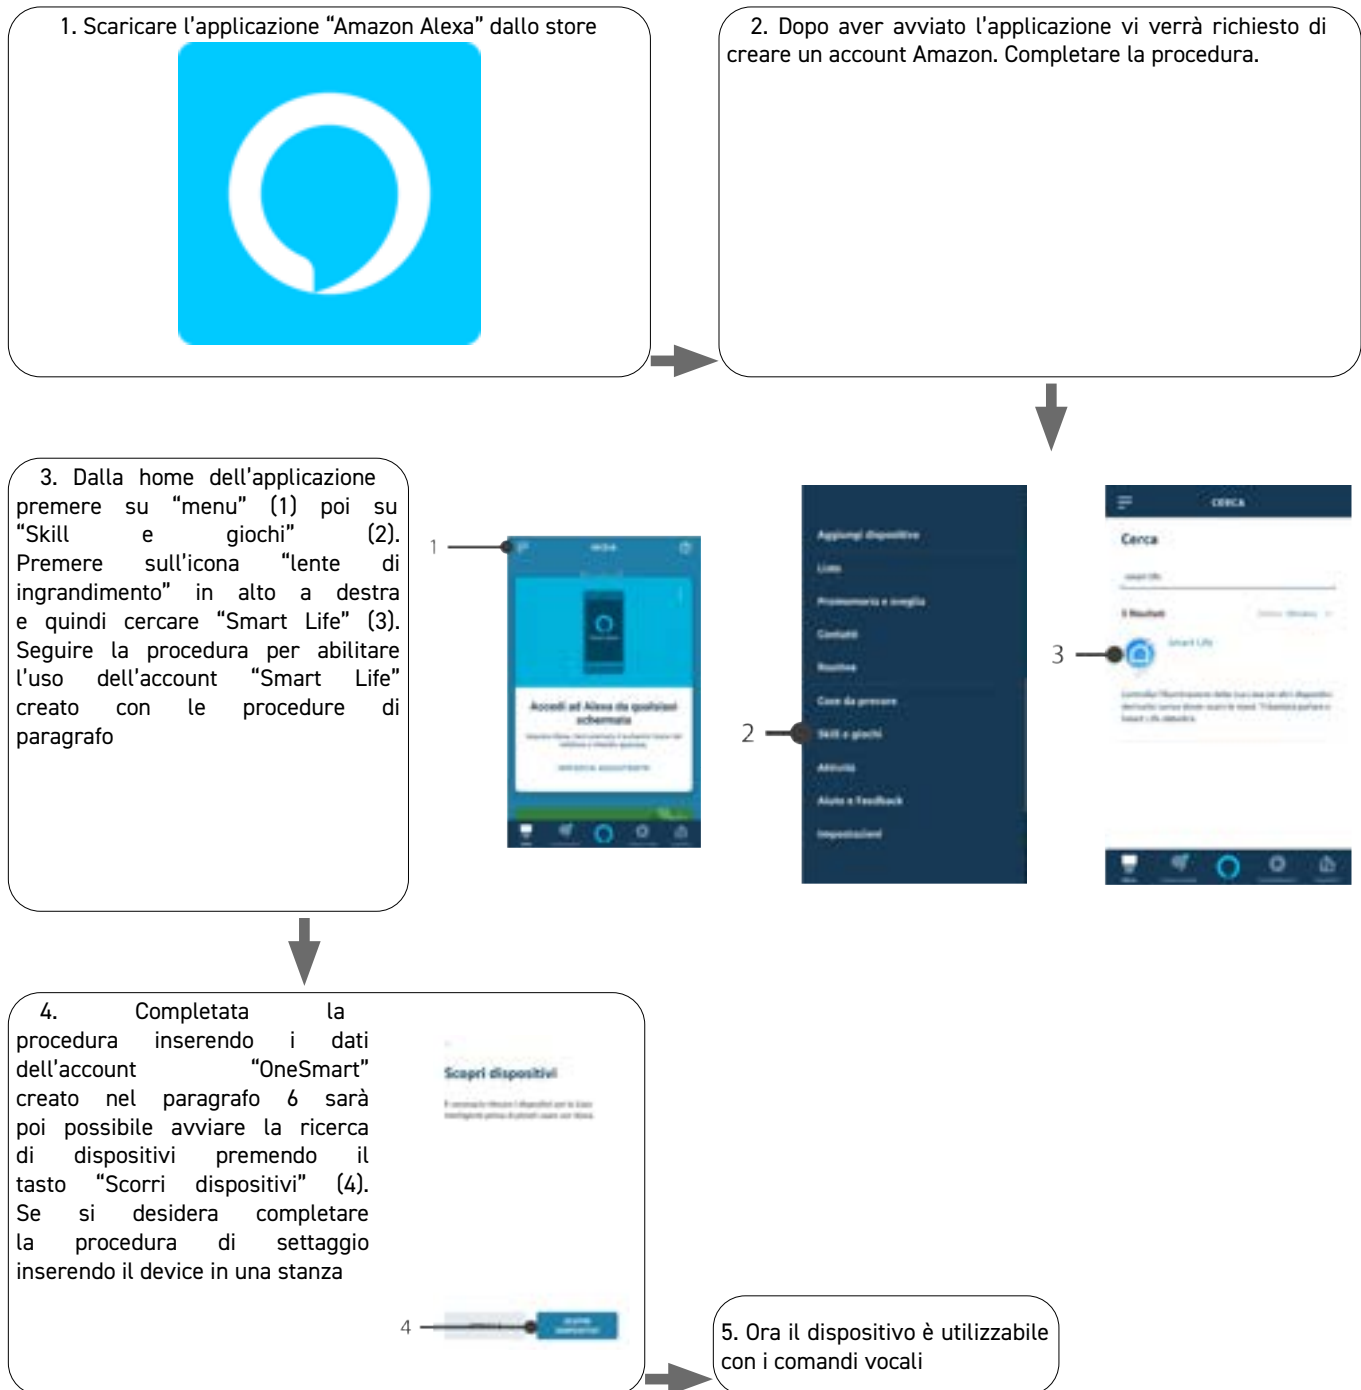 1. Scaricare l’applicazione “Amazon Alexa” dallo store
2. Dopo aver avviato l’applicazione vi verrà richiesto di
creare un account Amazon. Completare la procedura.
3. Dalla home dell’applicazione
premere su “menu” (1) poi su
“Skill e giochi” (2).
Premere sull’icona “lente di
ingrandimento” in alto a destra
e quindi cercare “Smart Life” (3).
Seguire la procedura per abilitare
l’uso dell’account “Smart Life”
creato con le procedure di
paragrafo
1
Accedi ad Alexa da qualsiasi
schermata
2
Aggiungi dispositivo
Liste
Promemoria e sveglie
Contatti
Routine
Cose da provare
Skill e giochi
Attività
Aiuto e Feedback
Impostazioni
3
CERCA
Cerca
smart life
Smart Life
4. Completata la
procedura inserendo i dati
dell’account “OneSmart”
creato nel paragrafo 6 sarà
poi possibile avviare la ricerca
di dispositivi premendo il
tasto “Scorri dispositivi” (4).
Se si desidera completare
la procedura di settaggio
inserendo il device in una stanza
Scopri dispositivi
4
5. Ora il dispositivo è utilizzabile
con i comandi vocali